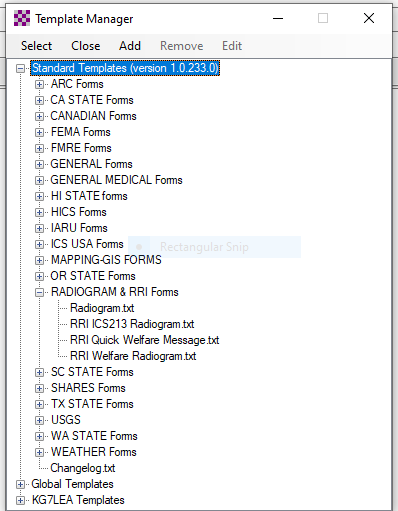 Template Manager
Select Close Add Remove Edit
Standard Templates (version 1.0.233.0)
ARC Forms
CA STATE Forms
CANADIAN Forms
FEMA Forms
FMRE Forms
GENERAL Forms
GENERAL MEDICAL Forms
HI STATE forms
HICS Forms
IARU Forms
ICS USA Forms
Rectangular Snip
MAPPING-GIS FORMS
OR STATE Forms
RADIOGRAM & RRI Forms
Radiogram.txt
RRI ICS213 Radiogram.txt
RRI Quick Welfare Message.txt
RRI Welfare Radiogram.txt
SC STATE Forms
SHARES Forms
TX STATE Forms
USGS
WA STATE Forms
WEATHER Forms
Changelog.txt
Global Templates
KG7LEA Templates